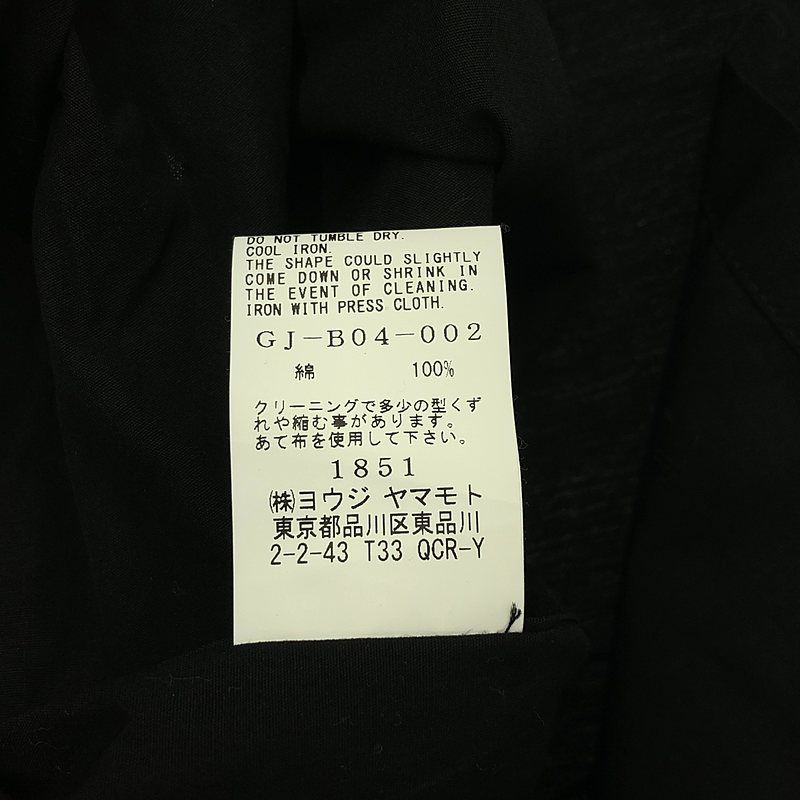 DO NOT TUMBLE DRY.
COOL IRON.
THE SHAPE COULD SLIGHTLY
COME DOWN OR SHRINK IN
THE EVENT OF CLEANING.
IRON WITH PRESS CLOTH.
GJ-B04-002
綿 100%
クリーニングで多少の型くず
れや縮む事があります。
あて布を使用して下さい。
1851
㈱ヨウジ ヤマモト
東京都品川区東品川
2-2-43 T33 QCR-Y